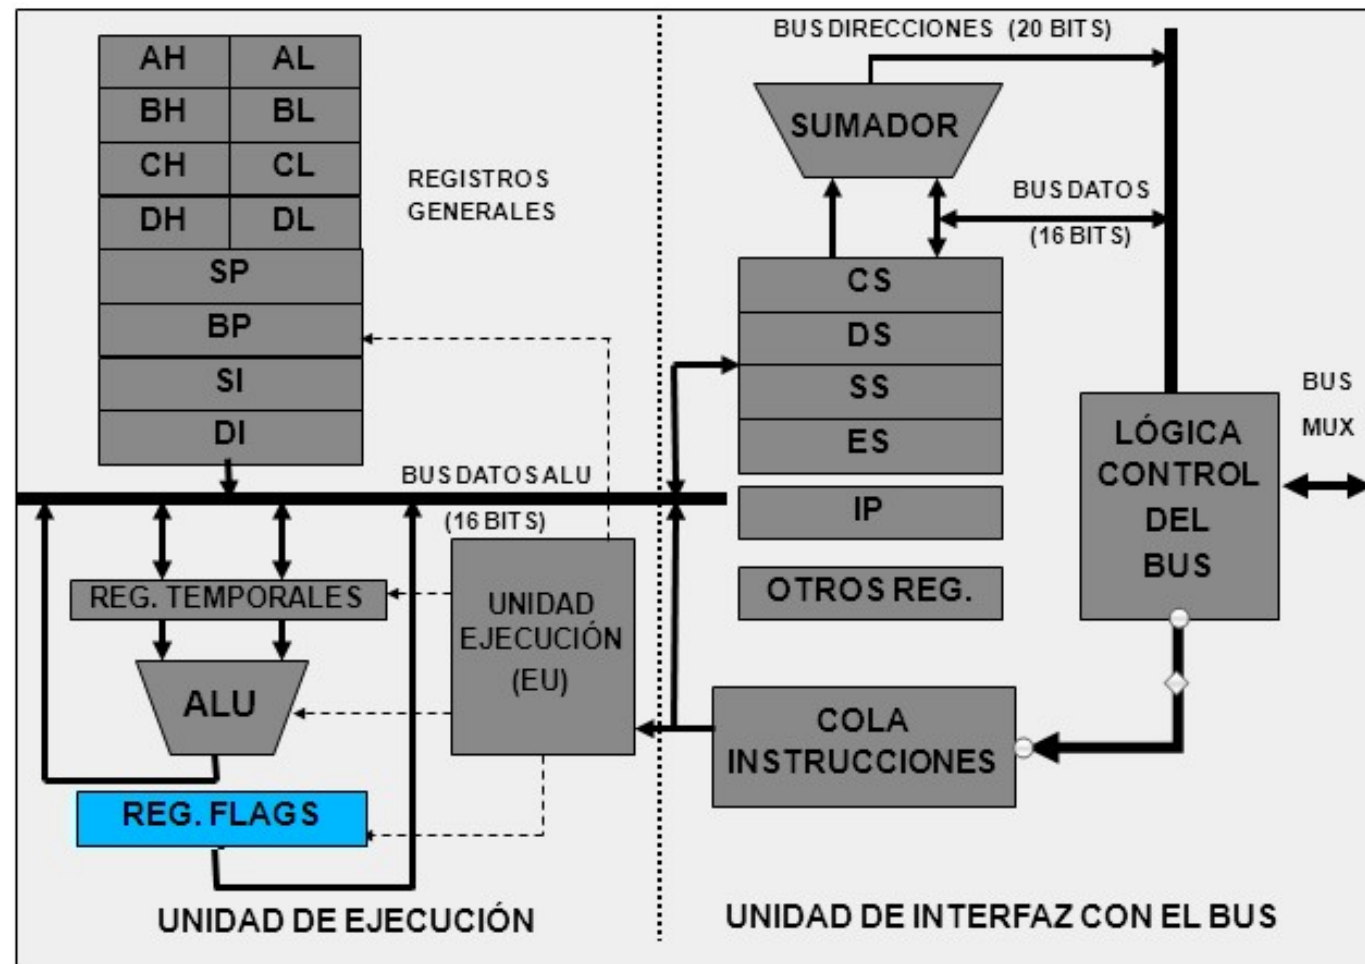 AH AL
BH BL
CH CL
DH DL
SP
BP
SI
DI
REGISTROS
GENERALES
BUS DATOS ALU
(16 BITS)
REG. TEMPORALES
ALU
REG. FLAGS
UNIDAD
EJECUCIÓN
(EU)
UNIDAD DE EJECUCIÓN
BUS DIRECCIONES (20 BITS)
SUMADOR
BUS DATOS
(16 BITS)
CS
DS
SS
ES
IP
OTROS REG.
COLA
INSTRUCCIONES
LÓGICA
CONTROL
DEL
BUS
BUS
MUX
UNIDAD DE INTERFAZ CON EL BUS